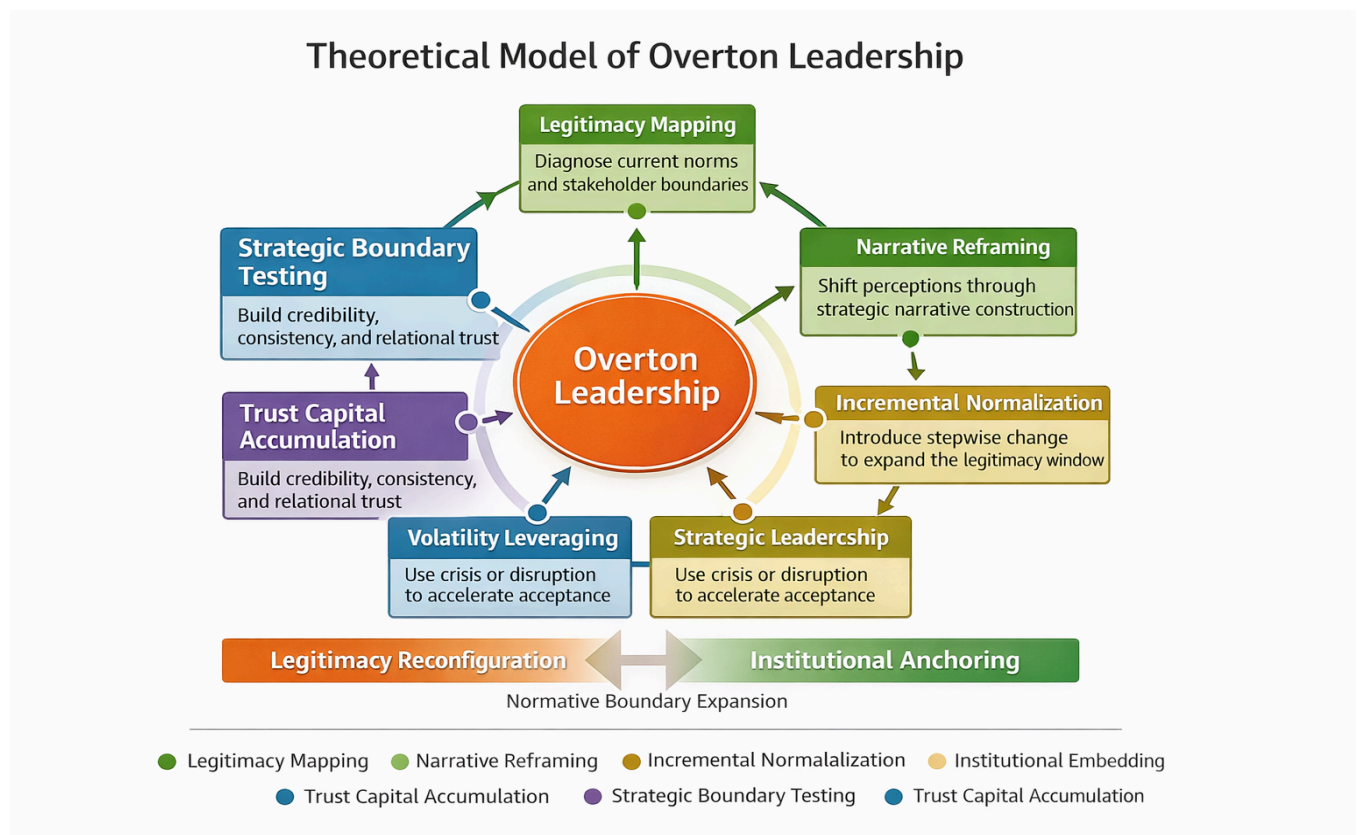 Theoretical Model of Overton Leadership
Legitimacy Mapping
Diagnose current norms
and stakeholder boundaries
Strategic Boundary
Testing
Build credibility,
consistency, and relational trust
Narrative Reframing
Shift perceptions through
strategic narrative construction
Overton
Leadership
Trust Capital
Accumulation
Build credibility, consistency,
and relational trust
Incremental Normalization
Introduce stepwise change
to expand the legitimacy window
Volatility Leveraging
Use crisis or disruption
to accelerate acceptance
Strategic Leadercship
Use crisis or disruption
to accelerate acceptance
Legitimacy Reconfiguration
Institutional Anchoring
Normative Boundary Expansion
Legitimacy Mapping
Narrative Reframing
Incremental Normalalization
Institutional Embedding
Trust Capital Accumulation
Strategic Boundary Testing
Trust Capital Accumulation